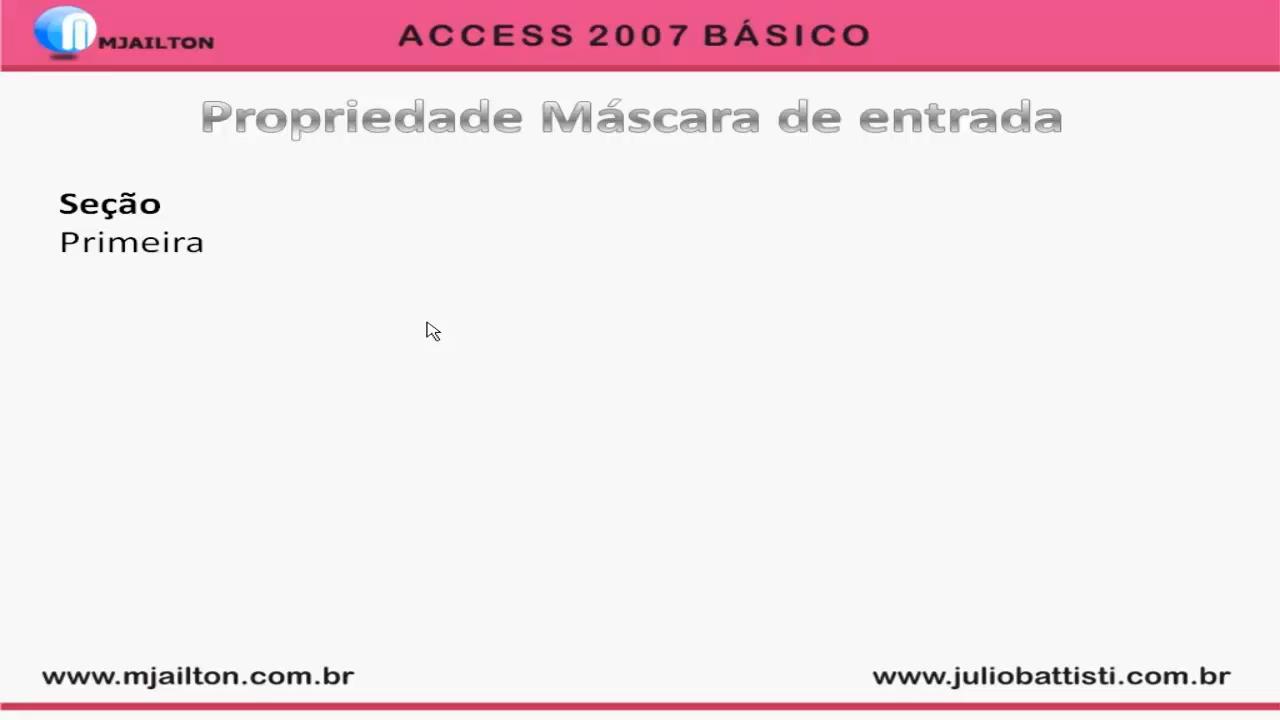 MJAILTON
ACCESS 2007 BÁSICO
Propriedade Máscara de entrada
Seção
Primeira
www.mjailton.com.br
www.juliobattisti.com.br